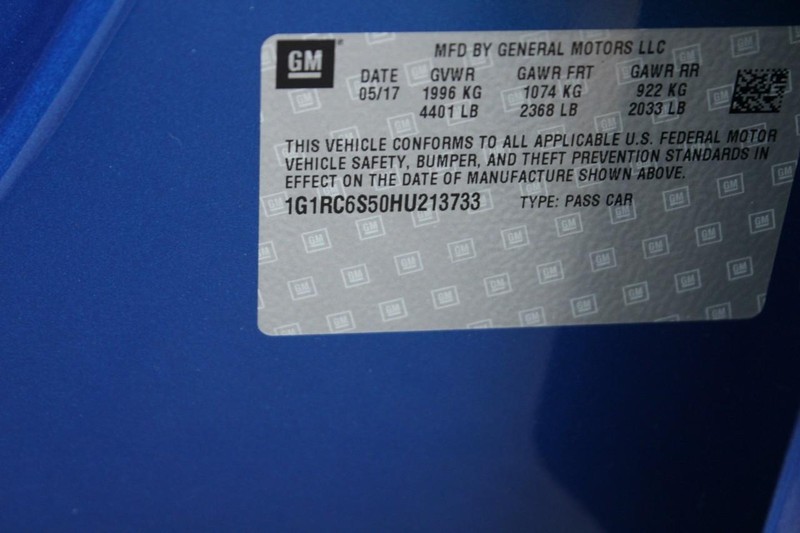 GM
MFD BY GENERAL MOTORS LLC
DATE GVWR GAWR FRT GAWR RR
05/17 1996 KG 1074 KG 922 KG
4401 LB 2368 LB 2033 LB
THIS VEHICLE CONFORMS TO ALL APPLICABLE U.S. FEDERAL MOTOR
VEHICLE SAFETY, BUMPER, AND THEFT PREVENTION STANDARDS IN
EFFECT ON THE DATE OF MANUFACTURE SHOWN ABOVE.
1G1RC6S50HU213733 TYPE: PASS CAR